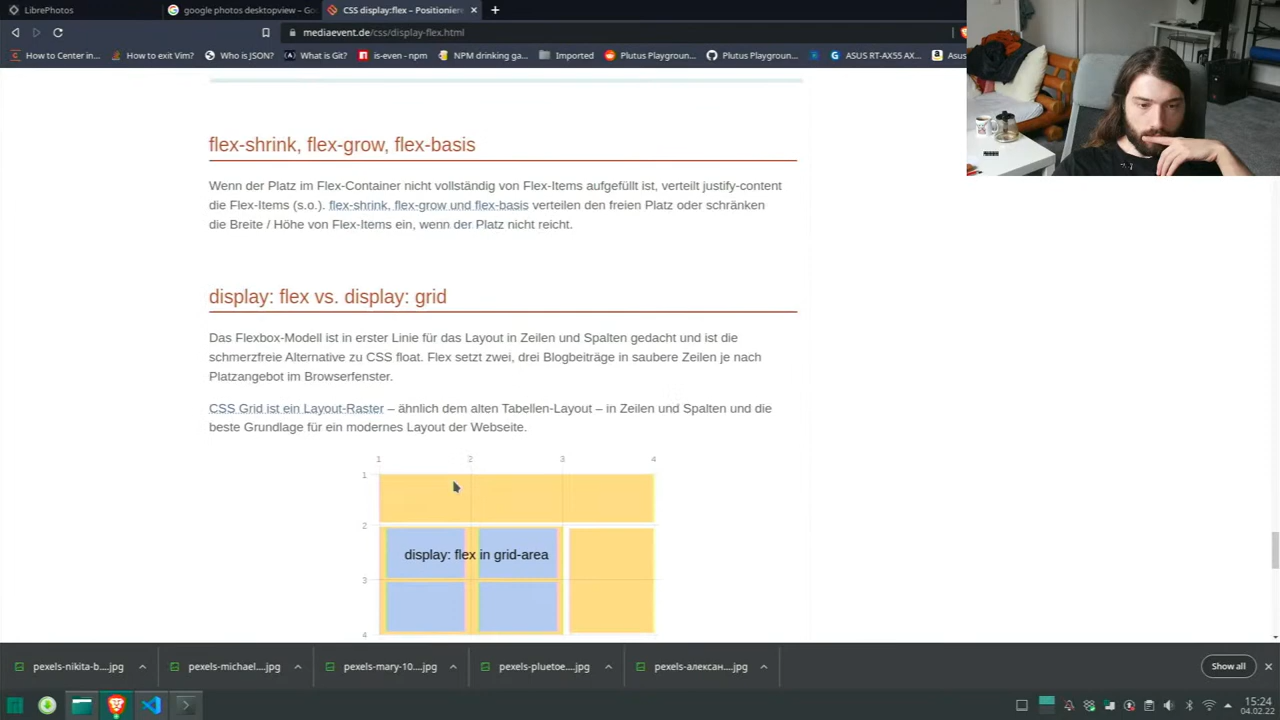 LibrePhotos
google photos desktopview – Go
CSS display:flex – Positioniere
mediaevent.de/css/display-flex.html
How to Center in...
How to exit Vim?
Who is JSON?
What is Git?
is-even - npm
NPM drinking ga...
Imported
Plutus Playgroun...
Plutus Playgroun...
ASUS RT-AX55 AX...
Asus
flex-shrink, flex-grow, flex-basis
Wenn der Platz im Flex-Container nicht vollständig von Flex-Items aufgefüllt ist, verteilt justify-content
die Flex-Items (s.o.). flex-shrink, flex-grow und flex-basis verteilen den freien Platz oder schränken
die Breite / Höhe von Flex-Items ein, wenn der Platz nicht reicht.
display: flex vs. display: grid
Das Flexbox-Modell ist in erster Linie für das Layout in Zeilen und Spalten gedacht und ist die
schmerzfreie Alternative zu CSS float. Flex setzt zwei, drei Blogbeiträge in saubere Zeilen je nach
Platzangebot im Browserfenster.
CSS Grid ist ein Layout-Raster – ähnlich dem alten Tabellen-Layout – in Zeilen und Spalten und die
beste Grundlage für ein modernes Layout der Webseite.
1 2 3 4
1
2
display: flex in grid-area
3
4
pexels-nikita-b....jpg
pexels-michael....jpg
pexels-mary-10....jpg
pexels-pluetoe....jpg
pexels-алексан....jpg
Show all
15:24
04.02.22